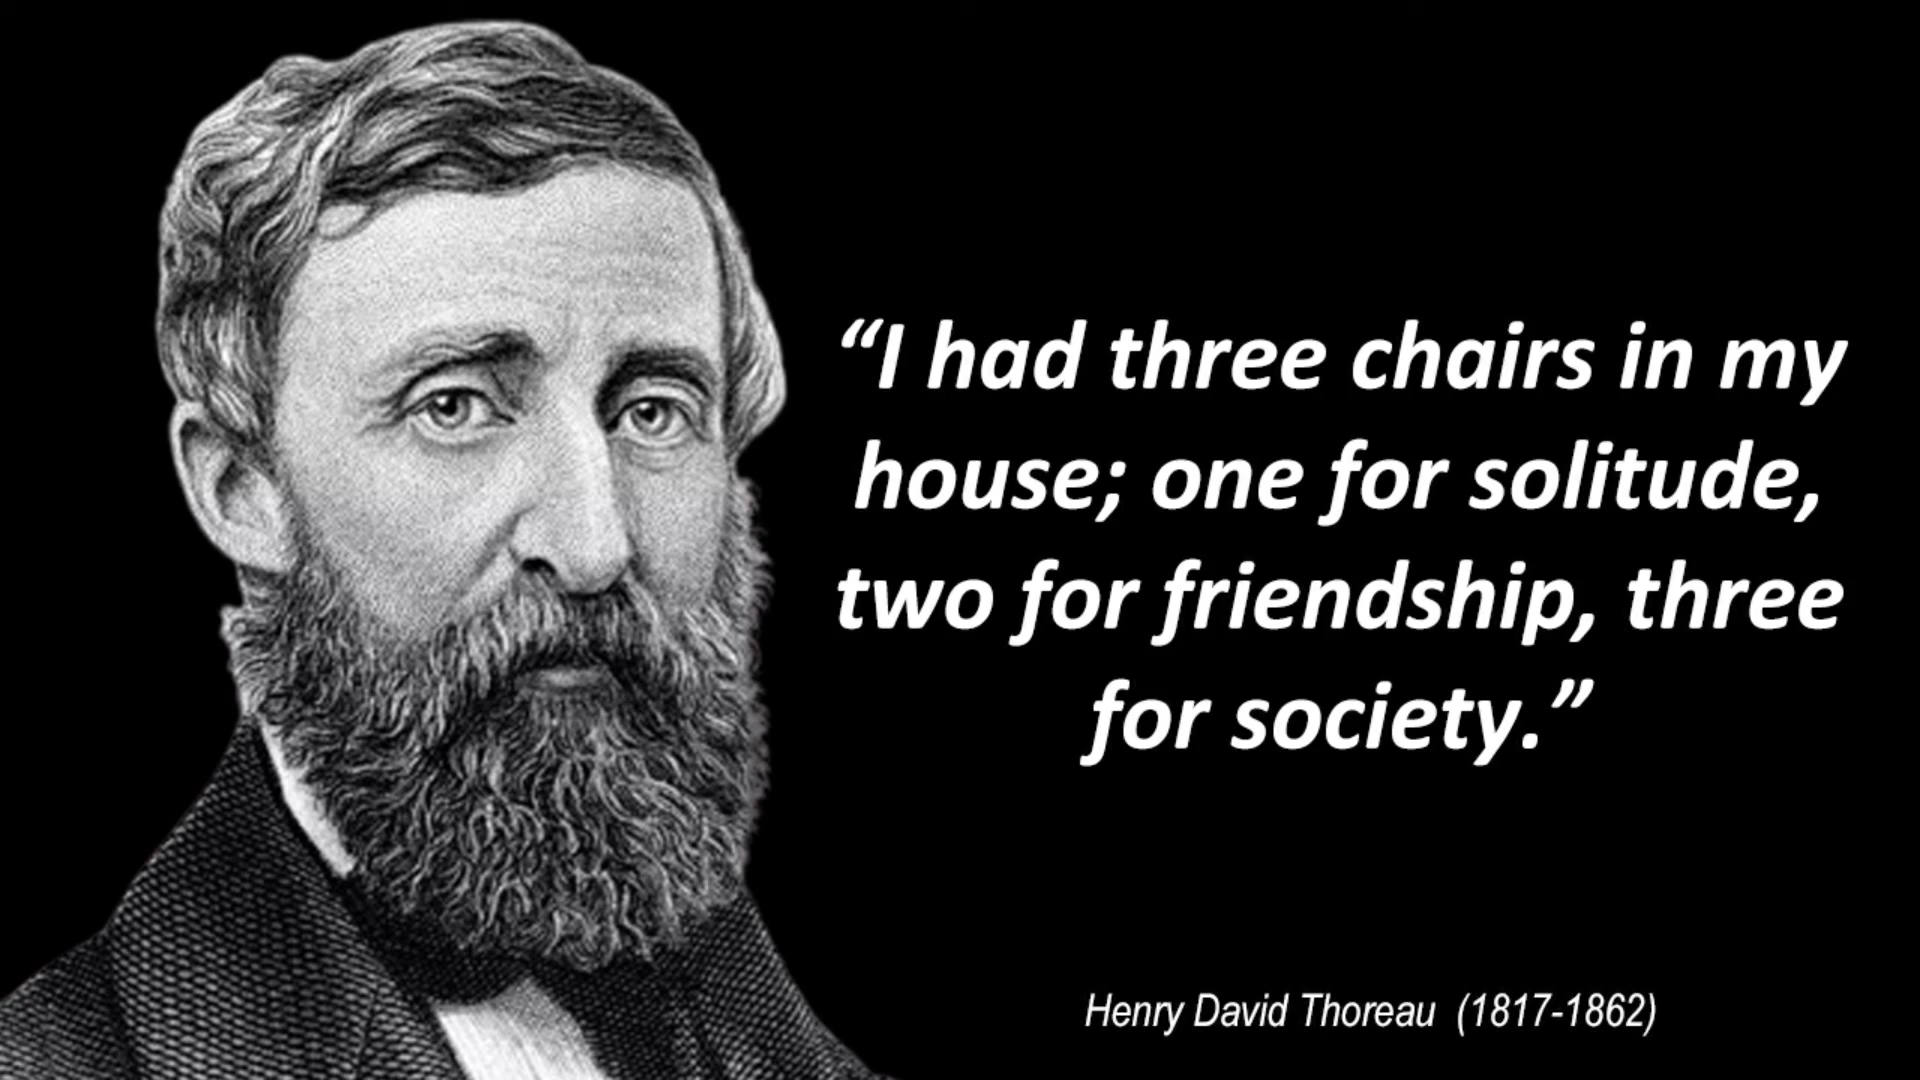 “I had three chairs in my
house; one for solitude,
two for friendship, three
for society.”
Henry David Thoreau (1817-1862)